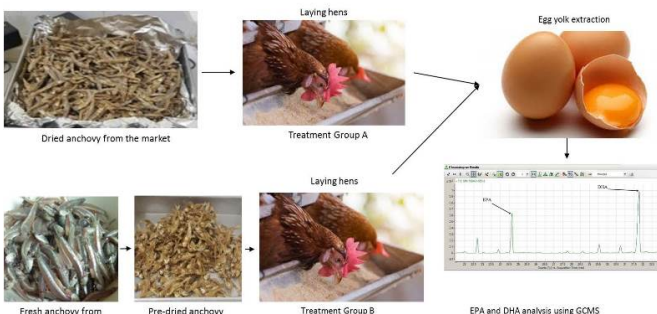 Laying hens
Egg yolk extraction
Dried anchovy from the market
Treatment Group A
Laying hens
EPA
DHA
Fresh anchovy from
Pre-dried anchovy
Treatment Group B
EPA and DHA analysis using GCMS